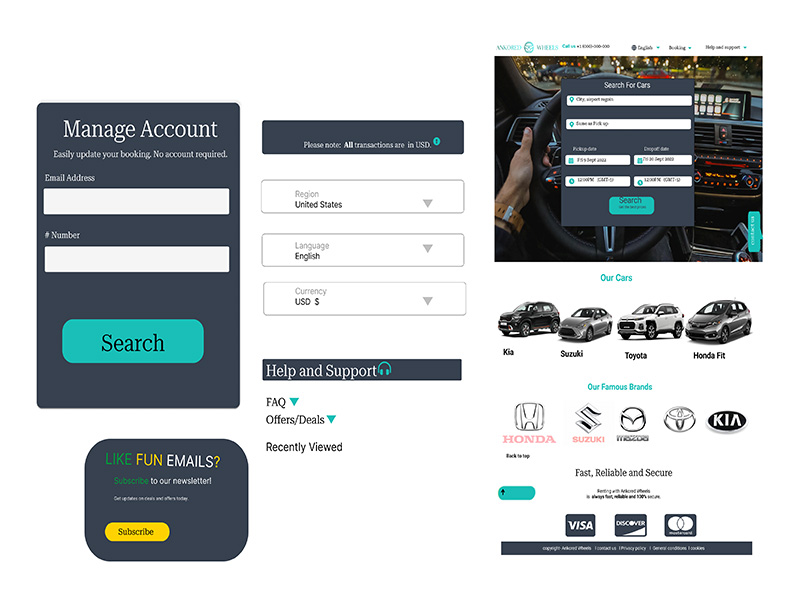 Manage Account
Easily update your booking. No account required.
Email Address
# Number
Search
LIKE FUN EMAILS?
Subscribe to our newsletter!
Get updates on deals and offers today.
Subscribe
Please note: All transactions are in USD.
Region
United States
Language
English
Currency
USD $
Help and Support
FAQ
Offers/Deals
Recently Viewed
ANKORED WHEELS Call us +1 (000)-000-000 English Booking Help and support
Search For Cars
City, airport region
Same as Pick up
Pickup date Dropoff date
Fri 9 Sept 2022 Fri 20 Sept 2022
12:00PM (GMT-5) 12:00PM (GMT-5)
Search
contact us
Our Cars
Kia Suzuki Toyota Honda Fit
Our Famous Brands
HONDA SUZUKI mazda KIA
Back to top
Fast, Reliable and Secure
Renting with Ankored Wheels
is always fast, reliable and 100% secure.
VISA DISCOVER mastercard
copyright- Ankored Wheels | contact us | Privacy policy | General conditions | cookies